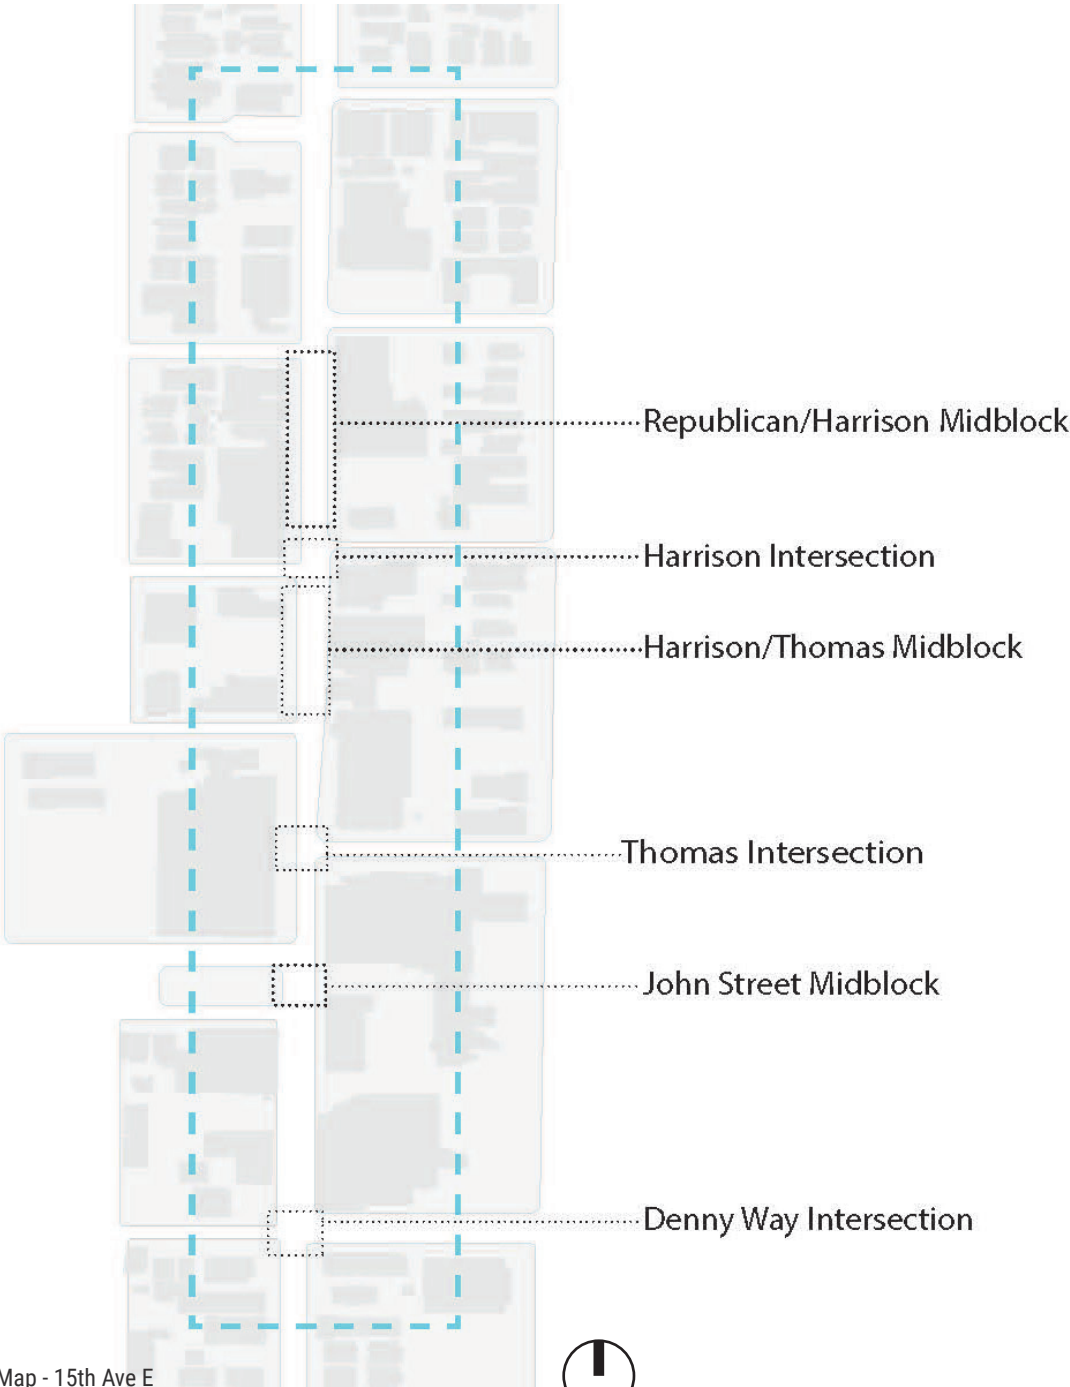 Republican/Harrison Midblock
Harrison Intersection
Harrison/Thomas Midblock
Thomas Intersection
John Street Midblock
Denny Way Intersection
Map - 15th Ave E